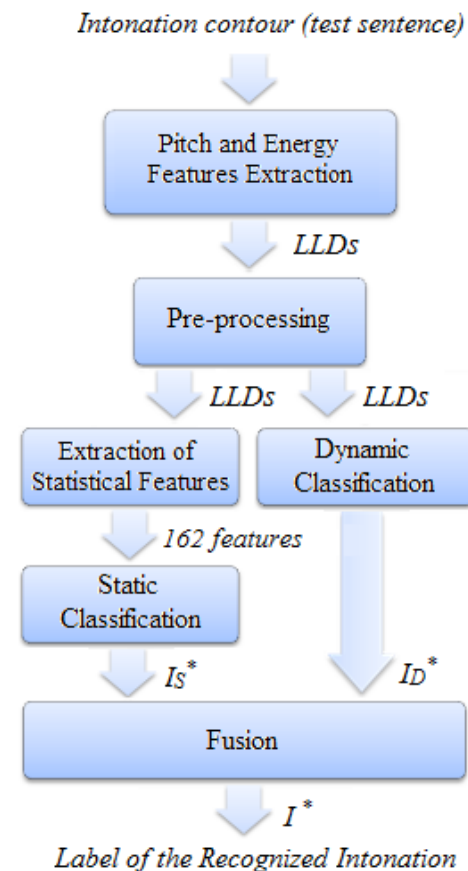 Intonation contour (test sentence)
Pitch and Energy
Features Extraction
LLDs
Pre-processing
LLDs
LLDs
Extraction of
Statistical Features
Dynamic
Classification
162 features
Static
Classification
IS*
ID*
Fusion
I*
Label of the Recognized Intonation